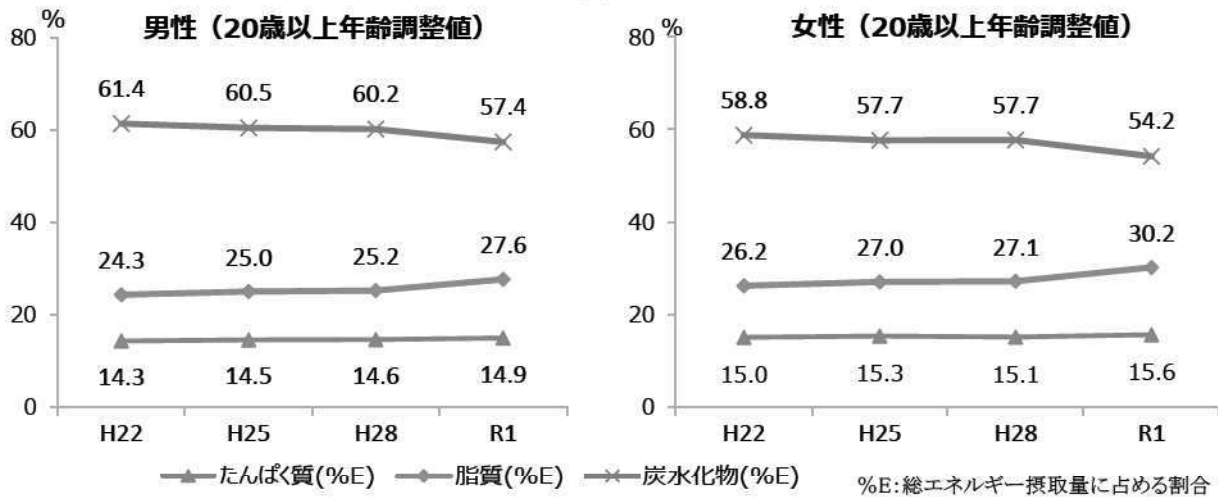 男性（20歳以上年齢調整値）
%
80
60
40
20
0
61.4 60.5 60.2 57.4
24.3 25.0 25.2 27.6
14.3 14.5 14.6 14.9
H22 H25 H28 R1
女性（20歳以上年齢調整値）
%
80
60
40
20
0
58.8 57.7 57.7 54.2
26.2 27.0 27.1 30.2
15.0 15.3 15.1 15.6
H22 H25 H28 R1
たんぱく質(%E) 脂質(%E) 炭水化物(%E)
%E:総エネルギー摂取量に占める割合